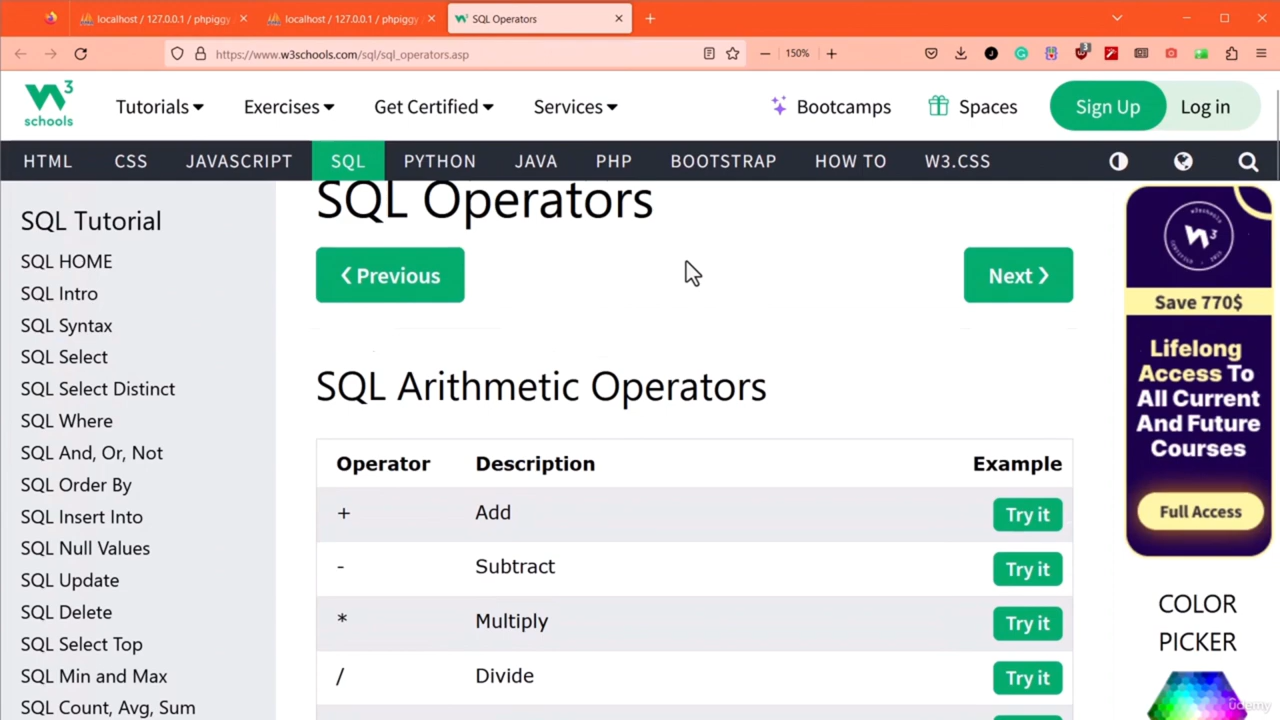 localhost / 127.0.0.1 / phpiggy
localhost / 127.0.0.1 / phpiggy
SQL Operators
https://www.w3schools.com/sql/sql_operators.asp
150%
3
W3
schools
Tutorials
Exercises
Get Certified
Services
Bootcamps
Spaces
Sign Up
Log in
HTML
CSS
JAVASCRIPT
SQL
PYTHON
JAVA
PHP
BOOTSTRAP
HOW TO
W3.CSS
SQL Tutorial
SQL HOME
SQL Intro
SQL Syntax
SQL Select
SQL Select Distinct
SQL Where
SQL And, Or, Not
SQL Order By
SQL Insert Into
SQL Null Values
SQL Update
SQL Delete
SQL Select Top
SQL Min and Max
SQL Count, Avg, Sum
SQL Operators
❮ Previous
Next ❯
SQL Arithmetic Operators
Operator Description Example
+ Add Try it
- Subtract Try it
* Multiply Try it
/ Divide Try it
Save 770$
Lifelong
Access To
All Current
And Future
Courses
Full Access
COLOR
PICKER
udemy